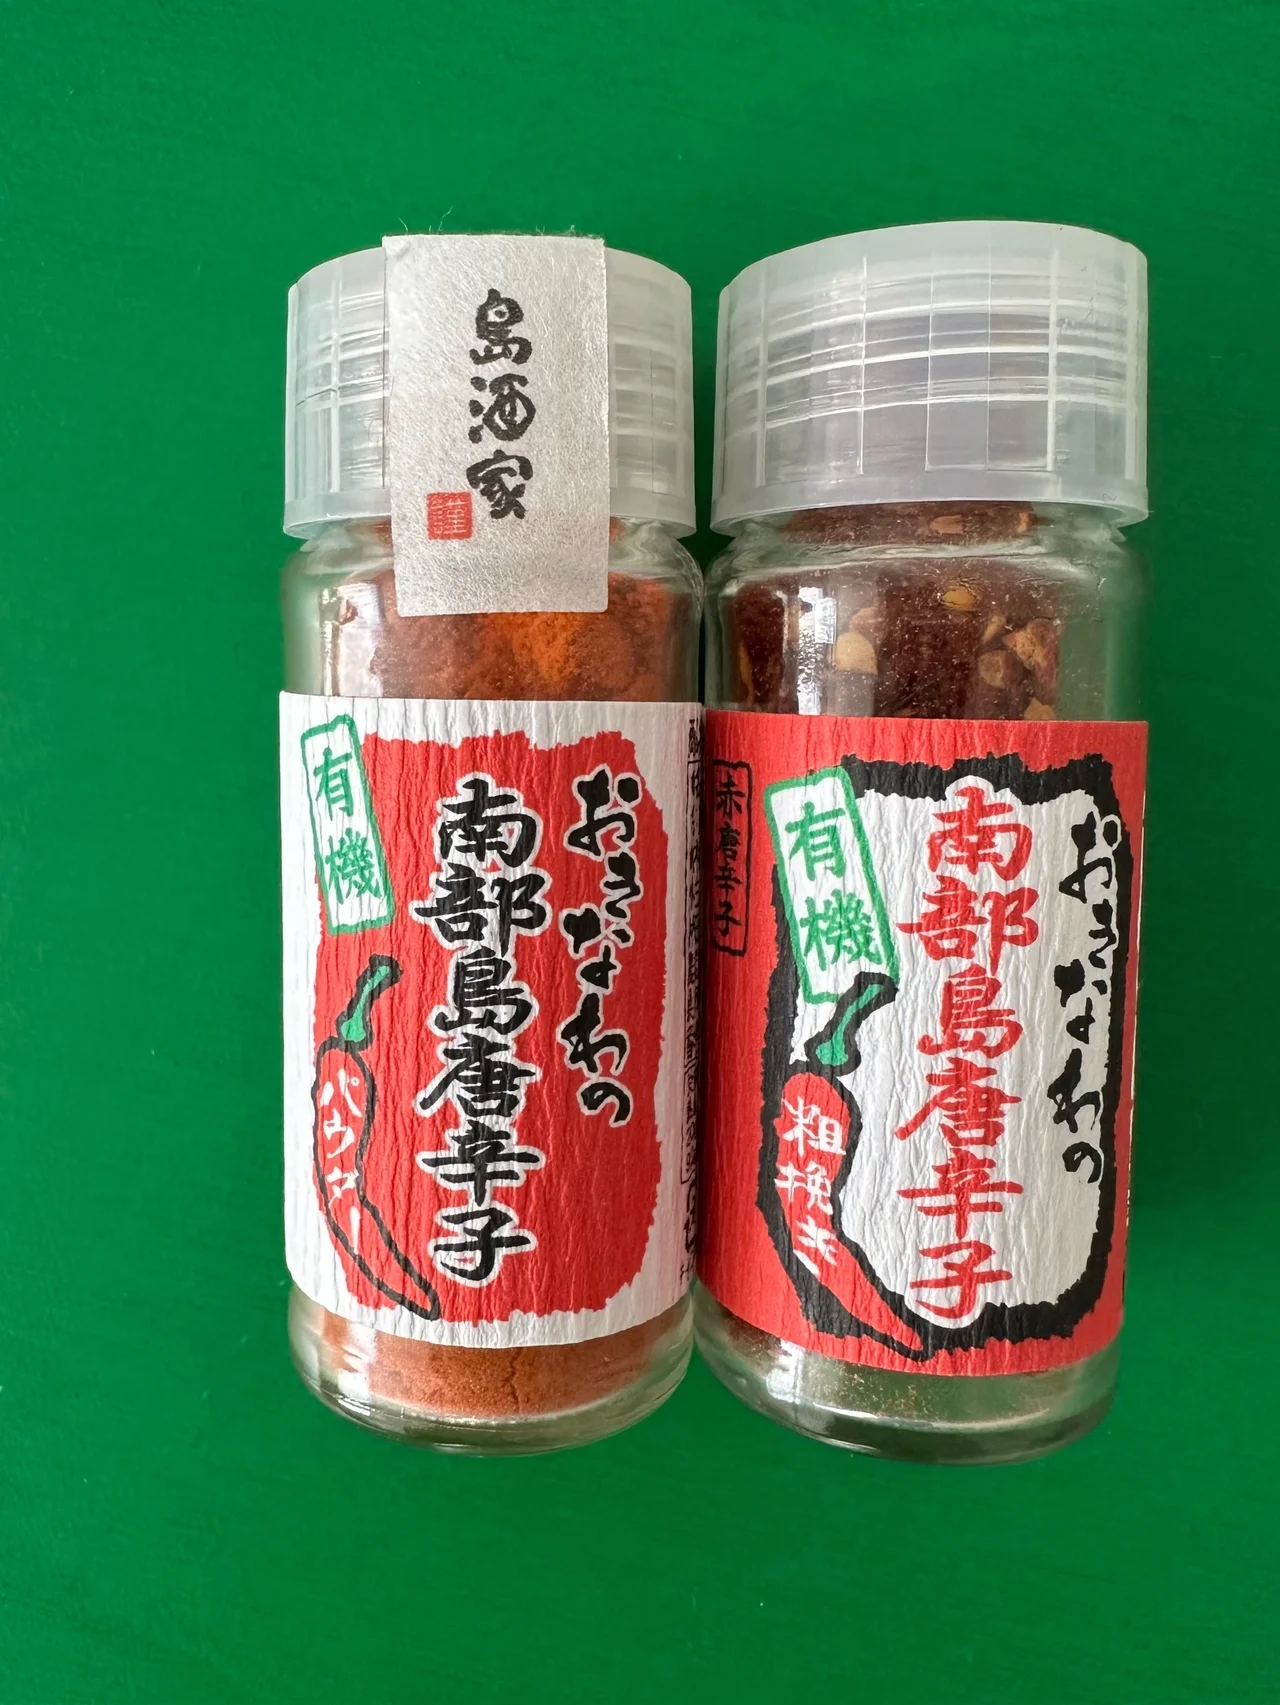 島酒家
有機
おきなわの
南部島唐辛子
パウダー
赤唐辛子
有機
おきなわの
南部島唐辛子
粗挽き